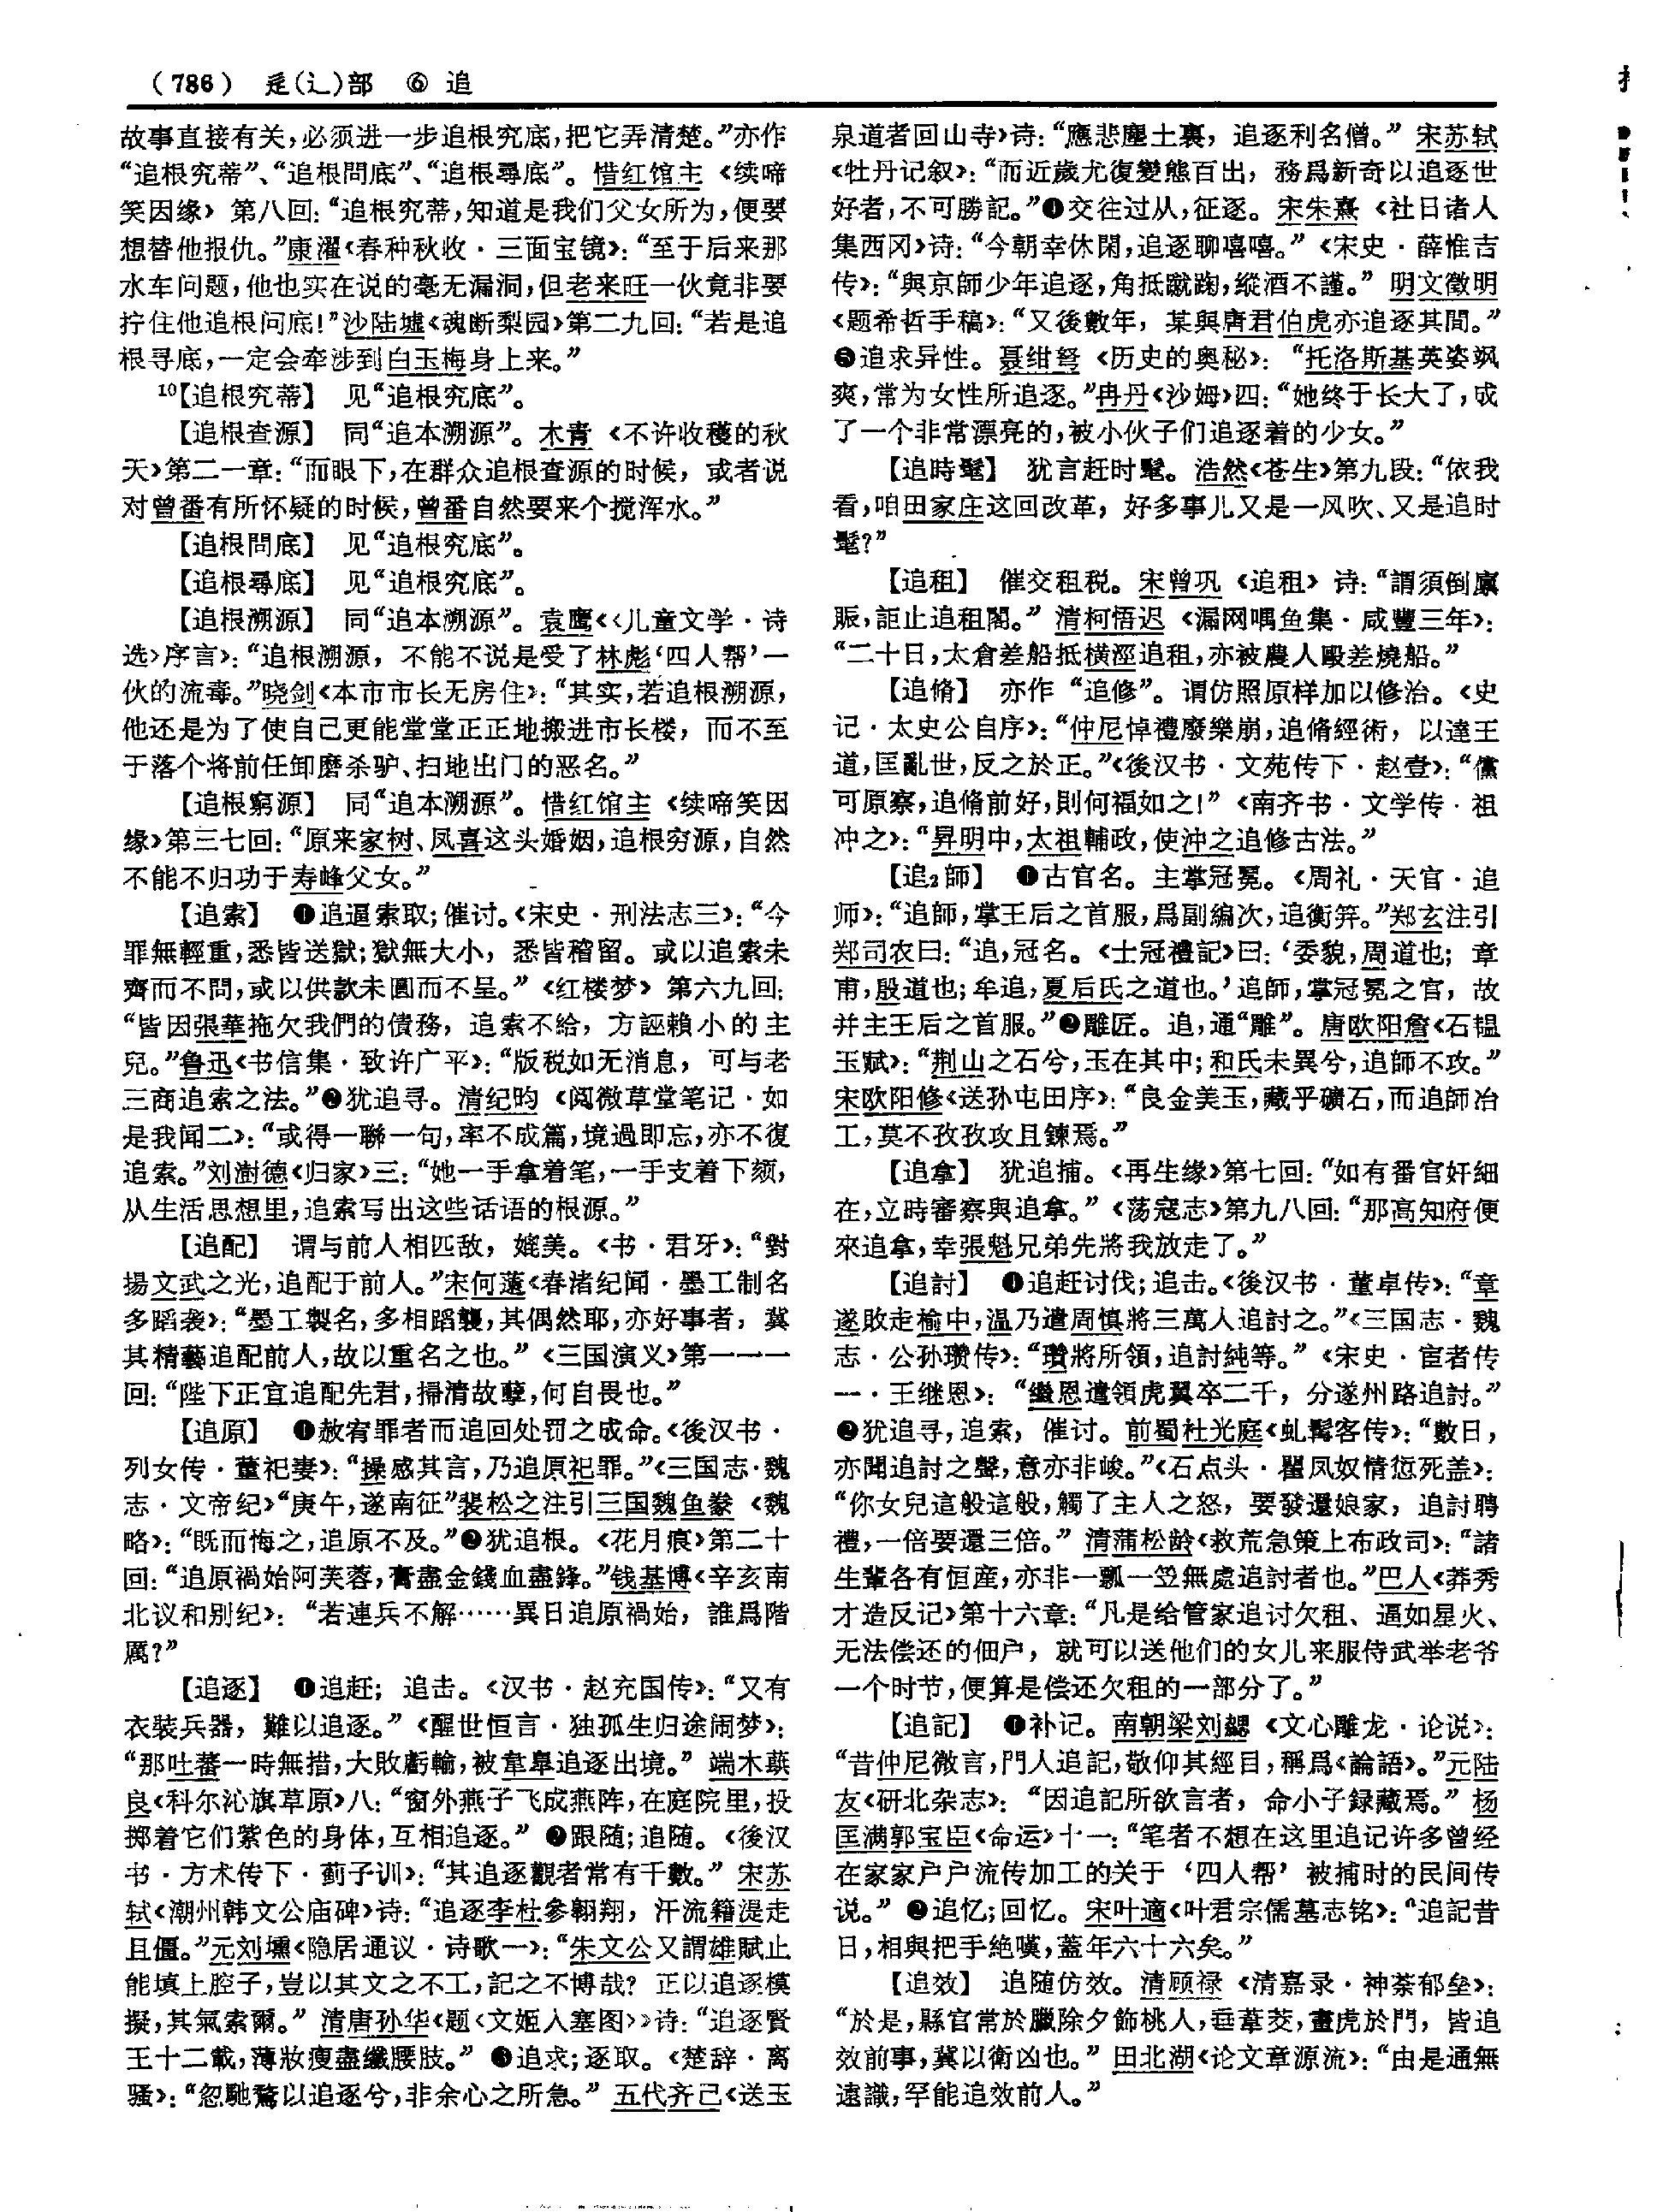 （786）　辵(辶)部　⑥　追
故事直接有关，必须进一步追根究底，把它弄清楚。”亦作
“追根究蒂”、“追根問底”、“追根尋底”。惜红馆主《续啼
笑因缘》第八回：“追根究蒂，知道是我们父女所为，便要
想替他报仇。”康濯《春种秋收·三面宝镜》：“至于后来那
水车问题，他也实在说的毫无漏洞，但老来旺一伙竟非要
拧住他追根问底！”沙陆墟《魂断梨园》第二九回：“若是追
根寻底，一定会牵涉到白玉梅身上来。”
¹⁰【追根究蒂】　见“追根究底”。
【追根查源】　同“追本溯源”。木青《不许收穫的秋
天》第二一章：“而眼下，在群众追根查源的时候，或者说
对曾番有所怀疑的时候，曾番自然要来个搅浑水。”
【追根問底】　见“追根究底”。
【追根尋底】　见“追根究底”。
【追根溯源】　同“追本溯源”。袁鹰《〈儿童文学·诗
选〉序言》：“追根溯源，不能不说是受了林彪‘四人帮’一
伙的流毒。”晓剑《本市市长无房住》：“其实，若追根溯源，
他还是为了使自己更能堂堂正正地搬进市长楼，而不至
于落个将前任卸磨杀驴、扫地出门的恶名。”
【追根窮源】　同“追本溯源”。惜红馆主《续啼笑因
缘》第三七回：“原来家树、凤喜这头婚姻，追根穷源，自然
不能不归功于寿峰父女。”
【追索】　❶追逼索取；催讨。《宋史·刑法志三》：“今
罪無輕重，悉皆送獄；獄無大小，悉皆稽留。或以追索未
齊而不問，或以供款未圓而不呈。”《红楼梦》第六九回：
“皆因張華拖欠我們的債務，追索不給，方誣賴小的主
兒。”鲁迅《书信集·致许广平》：“版税如无消息，可与老
三商追索之法。”❷犹追寻。清纪昀《阅微草堂笔记·如
是我闻二》：“或得一聯一句，率不成篇，境過即忘，亦不復
追索。”刘澍德《归家》三：“她一手拿着笔，一手支着下颏，
从生活思想里，追索写出这些话语的根源。”
【追配】　谓与前人相匹敌，媲美。《书·君牙》：“對
揚文武之光，追配于前人。”宋何薳《春渚纪闻·墨工制名
多蹈袭》：“墨工製名，多相蹈襲，其偶然耶，亦好事者，冀
其精藝追配前人，故以重名之也。”《三国演义》第一一一
回：“陛下正宜追配先君，掃清故孽，何自畏也。”
【追原】　❶赦宥罪者而追回处罚之成命。《後汉书·
列女传·董祀妻》：“操感其言，乃追原祀罪。”《三国志·魏
志·文帝纪》“庚午，遂南征”裴松之注引三国魏鱼豢《魏
略》：“既而悔之，追原不及。”❷犹追根。《花月痕》第二十
回：“追原禍始阿芙蓉，膏盡金錢血盡鋒。”钱基博《辛亥南
北议和别纪》：“若連兵不解……異日追原禍始，誰爲階
厲？”
【追逐】　❶追赶；追击。《汉书·赵充国传》：“又有
衣裝兵器，難以追逐。”《醒世恒言·独孤生归途闹梦》：
“那吐蕃一時無措，大敗虧輸，被韋臯追逐出境。”端木蕻
良《科尔沁旗草原》八：“窗外燕子飞成燕阵，在庭院里，投
掷着它们紫色的身体，互相追逐。”❷跟随；追随。《後汉
书·方术传下·蓟子训》：“其追逐觀者常有千數。”宋苏
轼《潮州韩文公庙碑》诗：“追逐李杜參翱翔，汗流籍湜走
且僵。”元刘壎《隐居通议·诗歌一》：“朱文公又謂雄賦止
能填上腔子，豈以其文之不工，記之不博哉？正以追逐模
擬，其氣索爾。”清唐孙华《题〈文姬入塞图〉》诗：“追逐賢
王十二載，薄妝瘦盡纖腰肢。”❸追求；逐取。《楚辞·离
骚》：“忽馳騖以追逐兮，非余心之所急。”五代齐己《送玉
泉道者回山寺》诗：“應悲塵土裏，追逐利名僧。”宋苏轼
《牡丹记叙》：“而近歲尤復變態百出，務爲新奇以追逐世
好者，不可勝記。”❹交往过从，征逐。宋朱熹《社日诸人
集西冈》诗：“今朝幸休閑，追逐聊嘻嘻。”《宋史·薛惟吉
传》：“與京師少年追逐，角抵蹴踘，縱酒不謹。”明文徵明
《题希哲手稿》：“又後數年，某與唐君伯虎亦追逐其間。”
❺追求异性。聂绀弩《历史的奥秘》：“托洛斯基英姿飒
爽，常为女性所追逐。”冉丹《沙姆》四：“她终于长大了，成
了一个非常漂亮的，被小伙子们追逐着的少女。”
【追時髦】　犹言赶时髦。浩然《苍生》第九段：“依我
看，咱田家庄这回改革，好多事儿又是一风吹、又是追时
髦？”
【追租】　催交租税。宋曾巩《追租》诗：“謂須倒廪
賑，詎止追租閣。”清柯悟迟《漏网喁鱼集·咸豐三年》：
“二十日，太倉差船抵横涇追租，亦被農人毆差燒船。”
【追脩】　亦作“追修”。谓仿照原样加以修治。《史
记·太史公自序》：“仲尼悼禮廢樂崩，追脩經術，以達王
道，匡亂世，反之於正。”《後汉书·文苑传下·赵壹》：“儻
可原察，追脩前好，則何福如之！”《南齐书·文学传·祖
冲之》：“昇明中，太祖輔政，使沖之追修古法。”
【追₂師】　❶古官名。主掌冠冕。《周礼·天官·追
师》：“追師，掌王后之首服，爲副編次，追衡笄。”郑玄注引
郑司农曰：“追，冠名。《士冠禮記》曰：‘委貌，周道也；章
甫，殷道也；牟追，夏后氏之道也。’追師，掌冠冕之官，故
并主王后之首服。”❷雕匠。追，通“雕”。唐欧阳詹《石韫
玉赋》：“荆山之石兮，玉在其中；和氏未異兮，追師不攻。”
宋欧阳修《送孙屯田序》：“良金美玉，藏乎礦石，而追師冶
工，莫不孜孜攻且鍊焉。”
【追拿】　犹追捕。《再生缘》第七回：“如有番官奸細
在，立時審察與追拿。”《荡寇志》第九八回：“那高知府便
來追拿，幸張魁兄弟先將我放走了。”
【追討】　❶追赶讨伐；追击。《後汉书·董卓传》：“章
遂敗走榆中，温乃遣周慎將三萬人追討之。”《三国志·魏
志·公孙瓒传》：“瓚將所領，追討純等。”《宋史·宦者传
一·王继恩》：“繼恩遣領虎翼卒二千，分遂州路追討。”
❷犹追寻，追索，催讨。前蜀杜光庭《虬髯客传》：“數日，
亦聞追討之聲，意亦非峻。”《石点头·瞿凤奴情愆死盖》：
“你女兒這般這般，觸了主人之怒，要發還娘家，追討聘
禮，一倍要還三倍。”清蒲松龄《救荒急策上布政司》：“諸
生輩各有恒産，亦非一瓢一笠無處追討者也。”巴人《莽秀
才造反记》第十六章：“凡是给管家追讨欠租、逼如星火、
无法偿还的佃户，就可以送他们的女儿来服侍武举老爷
一个时节，便算是偿还欠租的一部分了。”
【追記】　❶补记。南朝梁刘勰《文心雕龙·论说》：
“昔仲尼微言，門人追記，敬仰其經目，稱爲《論語》。”元陆
友《研北杂志》：“因追記所欲言者，命小子録藏焉。”杨
匡满郭宝臣《命运》十一：“笔者不想在这里追记许多曾经
在家家户户流传加工的关于‘四人帮’被捕时的民间传
说。”❷追忆；回忆。宋叶適《叶君宗儒墓志铭》：“追記昔
日，相與把手絶嘆，蓋年六十六矣。”
【追效】　追随仿效。清顾禄《清嘉录·神荼郁垒》：
“於是，縣官常於臘除夕飾桃人，垂葦茭，畫虎於門，皆追
效前事，冀以衛凶也。”田北湖《论文章源流》：“由是通無
遠識，罕能追效前人。”